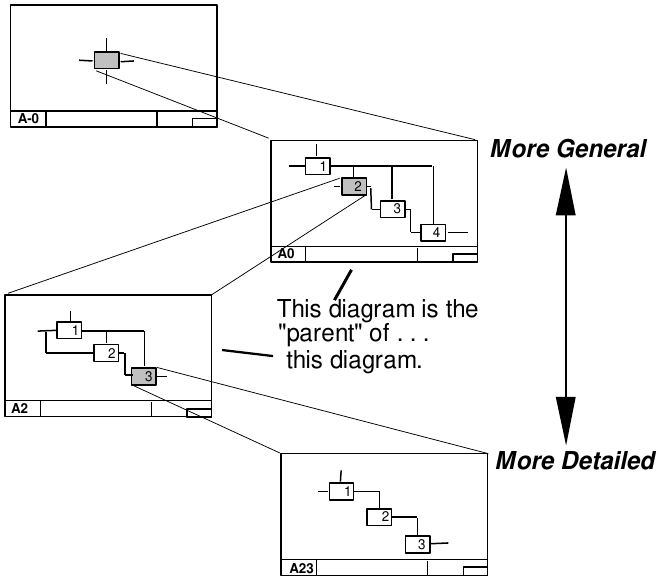 A-0
More General
1
2
3
4
A0
This diagram is the
"parent" of . . .
this diagram.
1
2
3
A2
More Detailed
1
2
3
A23